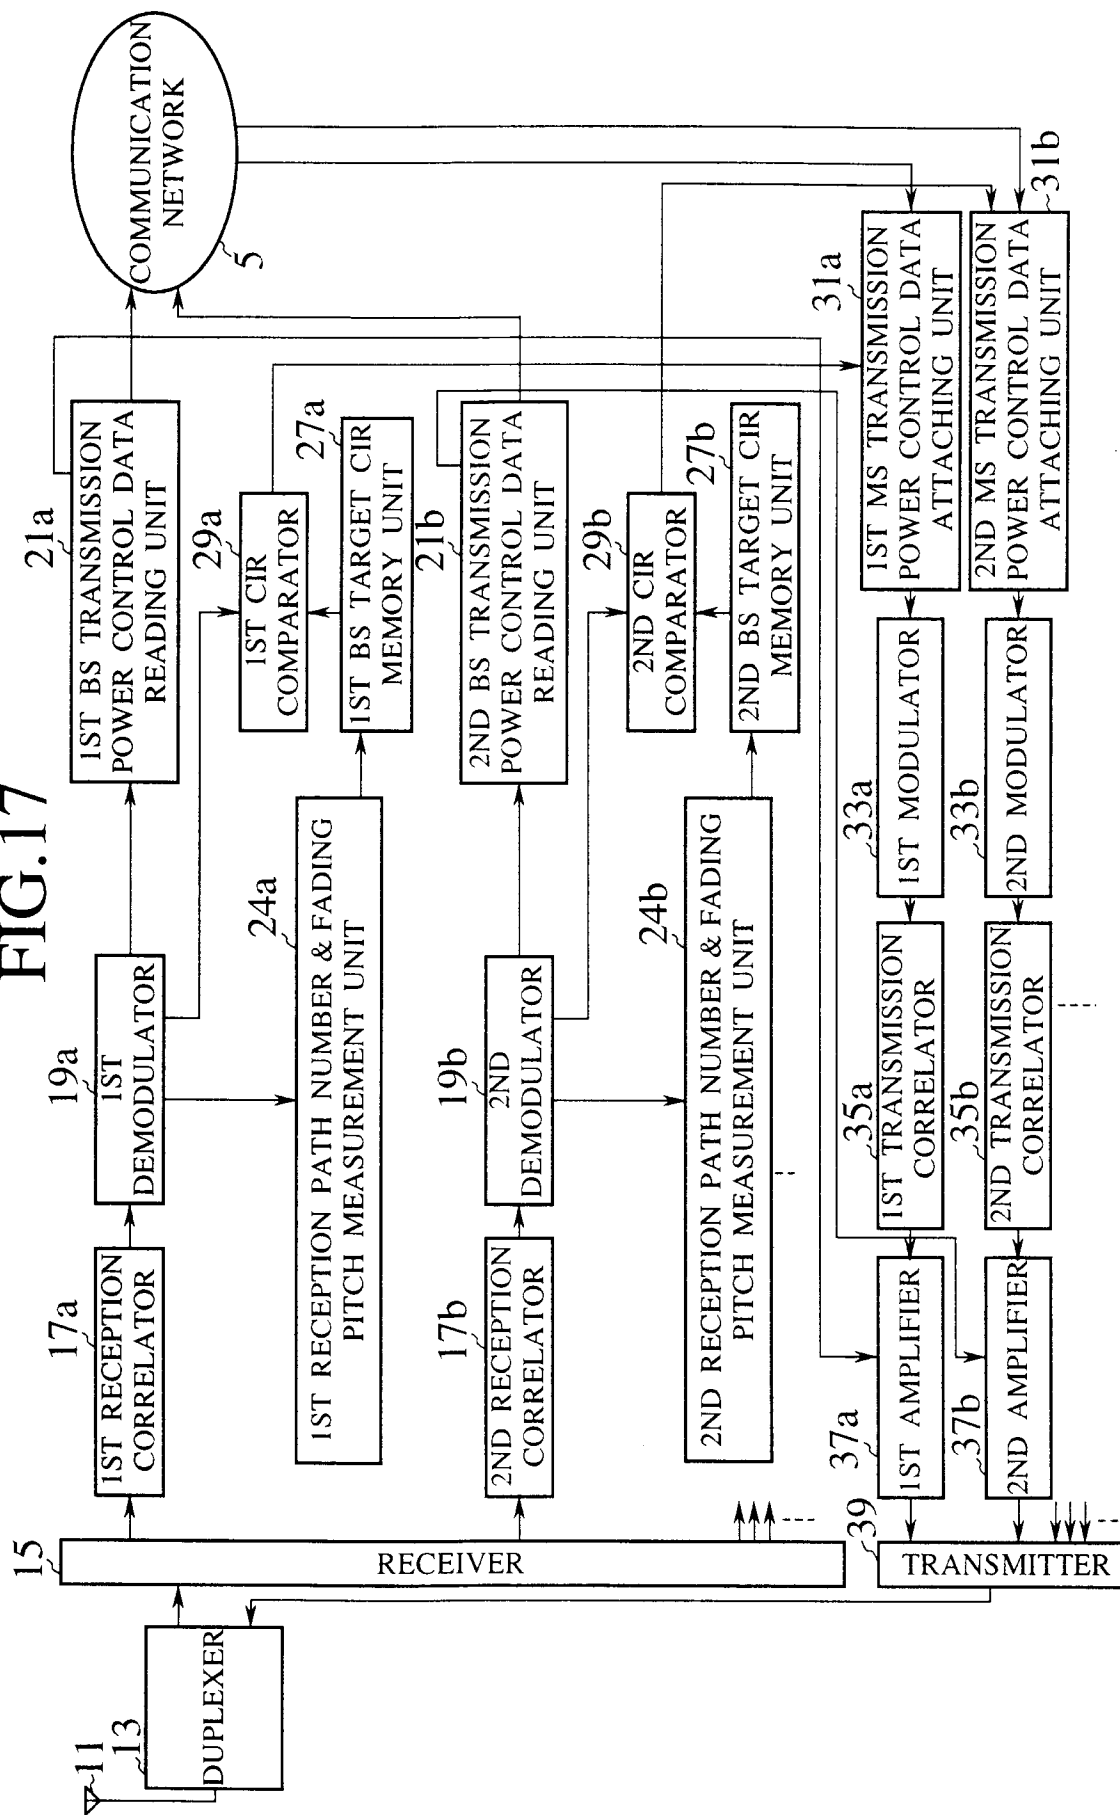 FIG.17
11
13
DUPLEXER
15
RECEIVER
17a
1ST RECEPTION
CORRELATOR
19a
1ST
DEMODULATOR
21a
1ST BS TRANSMISSION
POWER CONTROL DATA
READING UNIT
COMMUNICATION
NETWORK
5
24a
1ST RECEPTION PATH NUMBER & FADING
PITCH MEASUREMENT UNIT
29a
1ST CIR
COMPARATOR
27a
1ST BS TARGET CIR
MEMORY UNIT
17b
2ND RECEPTION
CORRELATOR
19b
2ND
DEMODULATOR
21b
2ND BS TRANSMISSION
POWER CONTROL DATA
READING UNIT
24b
2ND RECEPTION PATH NUMBER & FADING
PITCH MEASUREMENT UNIT
29b
2ND CIR
COMPARATOR
27b
2ND BS TARGET CIR
MEMORY UNIT
39
TRANSMITTER
37a
1ST AMPLIFIER
35a
1ST TRANSMISSION
CORRELATOR
33a
1ST MODULATOR
31a
1ST MS TRANSMISSION
POWER CONTROL DATA
ATTACHING UNIT
37b
2ND AMPLIFIER
35b
2ND TRANSMISSION
CORRELATOR
33b
2ND MODULATOR
31b
2ND MS TRANSMISSION
POWER CONTROL DATA
ATTACHING UNIT